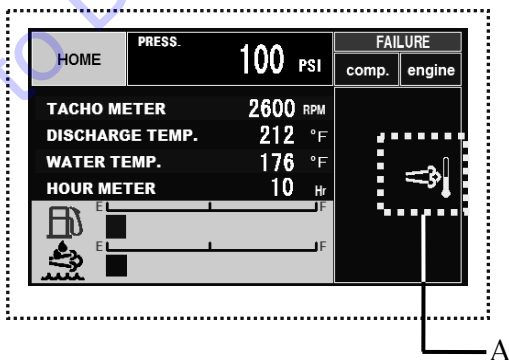 HOME
PRESS.
100 PSI
FAILURE
comp. engine
TACHO METER 2600 RPM
DISCHARGE TEMP. 212 °F
WATER TEMP. 176 °F
HOUR METER 10 Hr
E F
E F
A